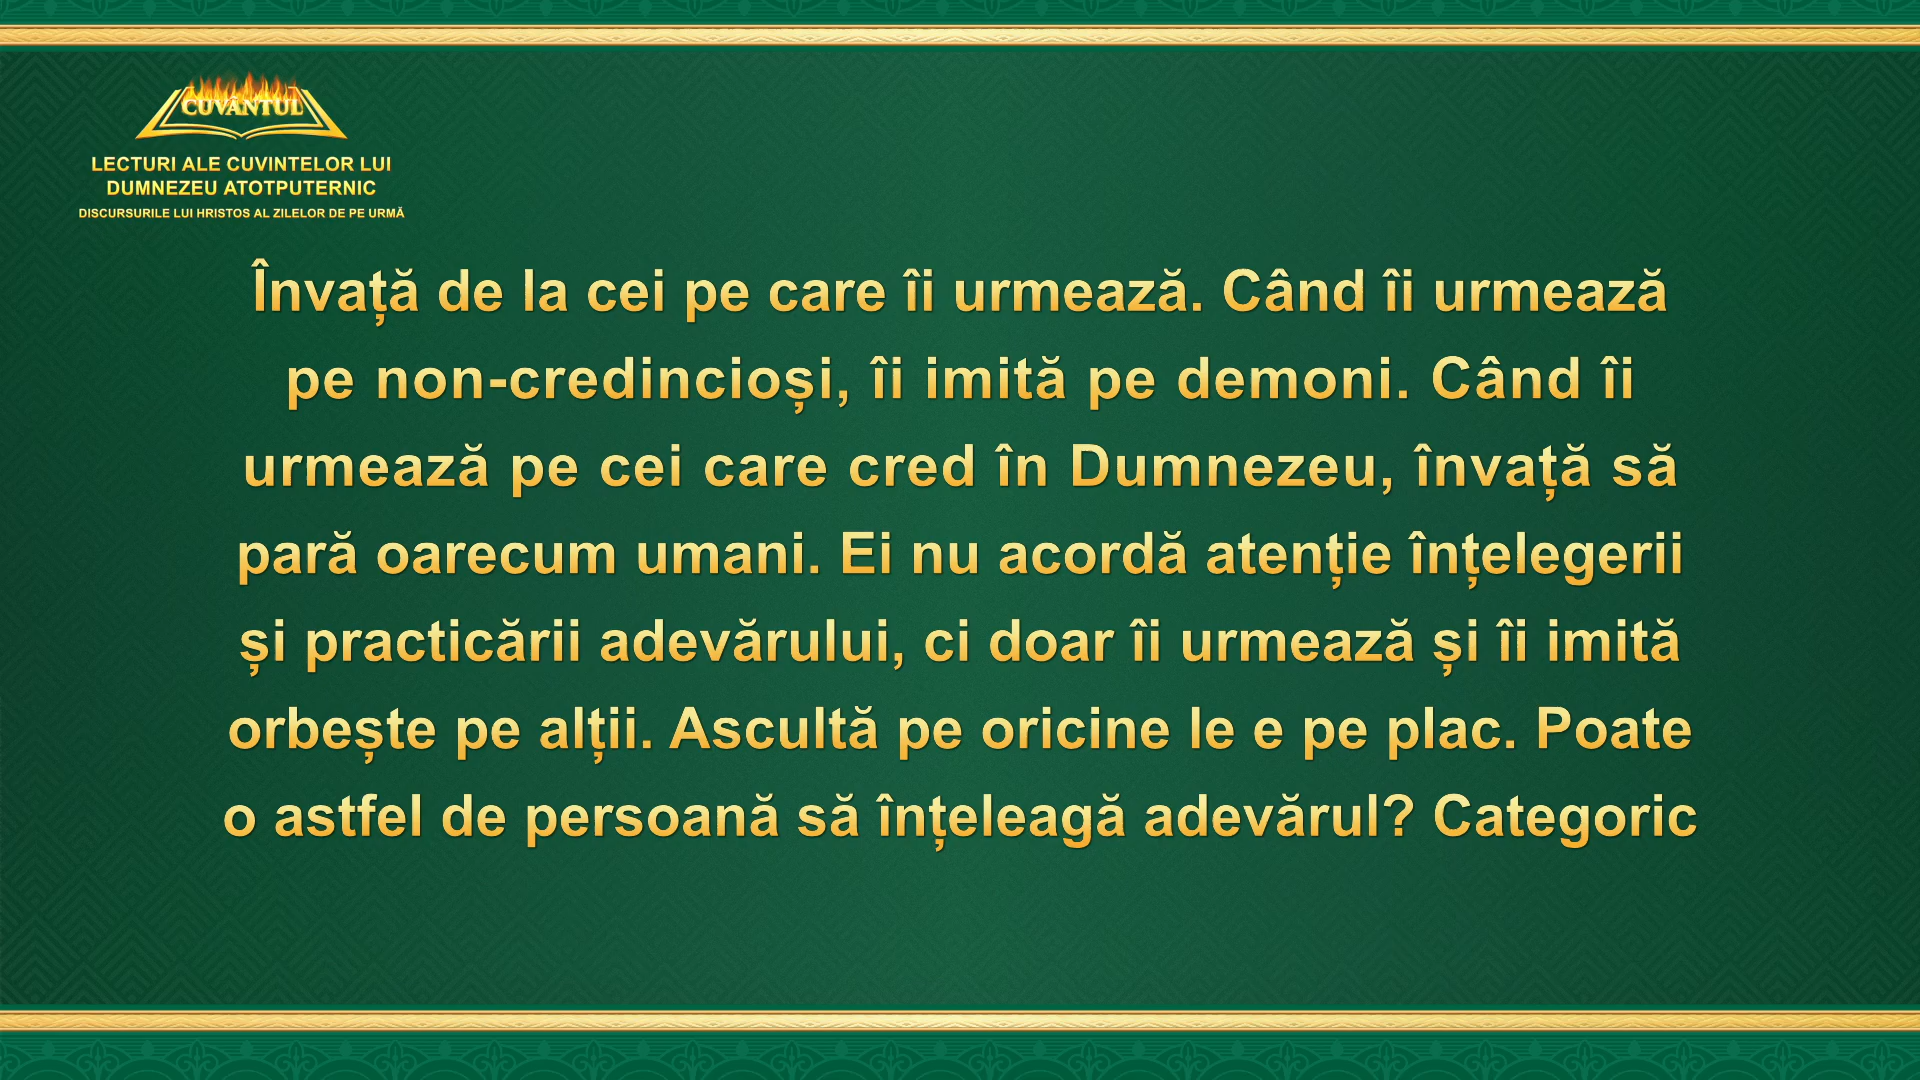 CUVÂNTUL
LECTURI ALE CUVINTELOR LUI
DUMNEZEU ATOTPUTERNIC
DISCURSURILE LUI HRISTOS AL ZILELOR DE PE URMĂ
Învață de la cei pe care îi urmează. Când îi urmează
pe non-credincioși, îi imită pe demoni. Când îi
urmează pe cei care cred în Dumnezeu, învață să
pară oarecum umani. Ei nu acordă atenție înțelegerii
și practicării adevărului, ci doar îi urmează și îi imită
orbește pe alții. Ascultă pe oricine le e pe plac. Poate
o astfel de persoană să înțeleagă adevărul? Categoric